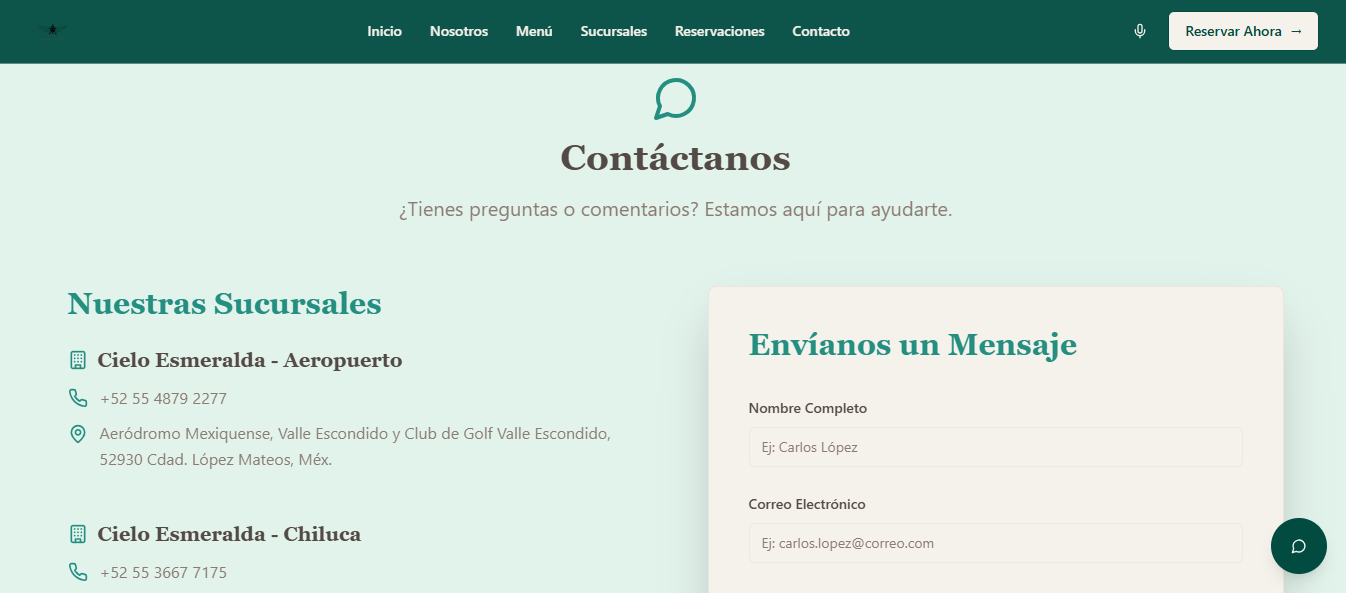 Inicio Nosotros Menú Sucursales Reservaciones Contacto Reservar Ahora →
Contáctanos
¿Tienes preguntas o comentarios? Estamos aquí para ayudarte.
Nuestras Sucursales
Cielo Esmeralda - Aeropuerto
+52 55 4879 2277
Aeródromo Mexiquense, Valle Escondido y Club de Golf Valle Escondido,
52930 Cdad. López Mateos, Méx.
Cielo Esmeralda - Chiluca
+52 55 3667 7175
Envíanos un Mensaje
Nombre Completo
Ej: Carlos López
Correo Electrónico
Ej: carlos.lopez@correo.com